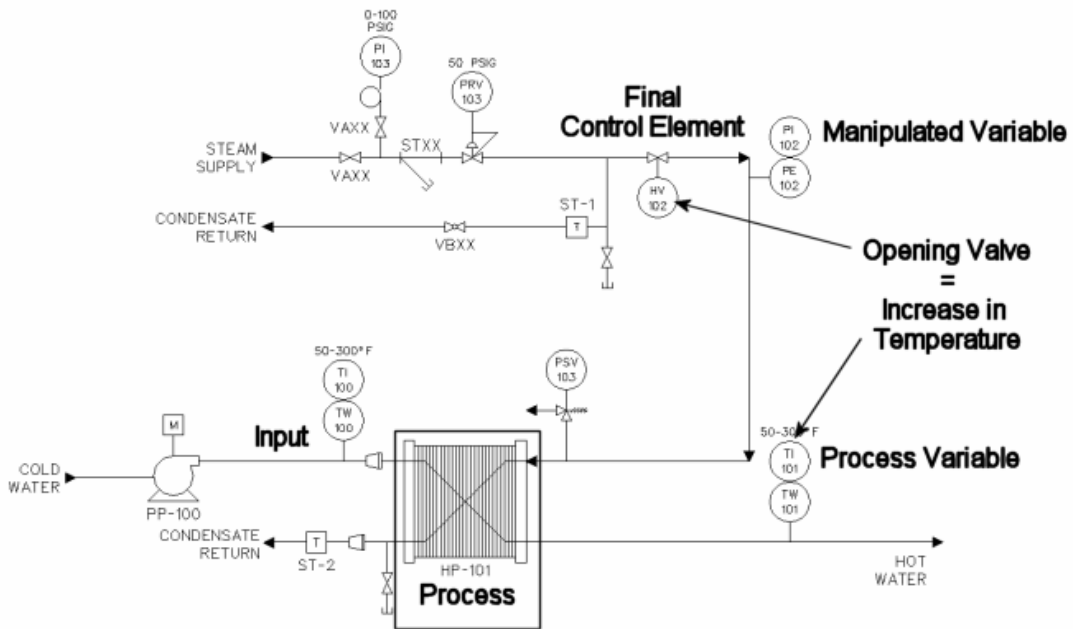 0-100
PSIG
PI
103
50 PSIG
PRV
103
Final
Control Element
PI
102
Manipulated Variable
VAXX
STXX
STEAM
SUPPLY
VAXX
PE
102
HV
102
ST-1
T
CONDENSATE
RETURN
VBXX
Opening Valve
=
Increase in
Temperature
50-300°F
TI
100
TW
100
PSV
103
M
Input
50-300°F
TI
101
Process Variable
TW
101
COLD
WATER
PP-100
CONDENSATE
RETURN
T
ST-2
HP-101
Process
HOT
WATER